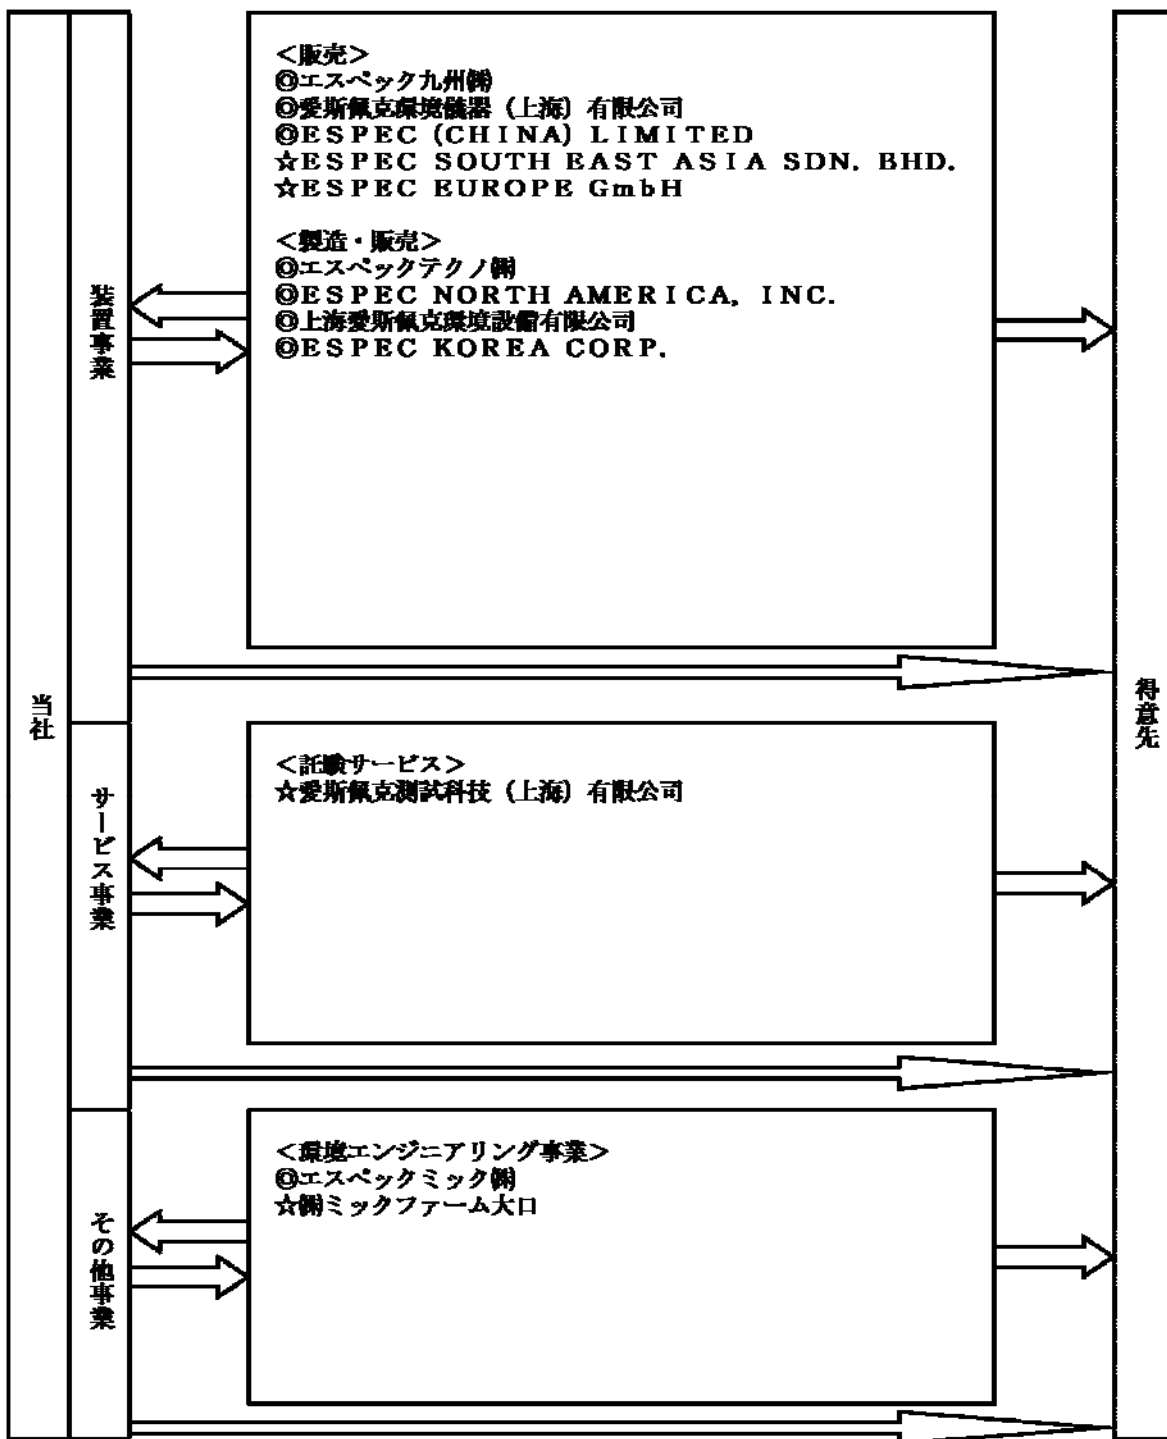 当社
装置事業
<販売>
◎エスペック九州㈱
◎愛斯佩克環境儀器(上海)有限公司
◎ESPEC (CHINA) LIMITED
☆ESPEC SOUTH EAST ASIA SDN. BHD.
☆ESPEC EUROPE GmbH
<製造・販売>
◎エスペックテクノ㈱
◎ESPEC NORTH AMERICA, INC.
◎上海愛斯佩克環境設備有限公司
◎ESPEC KOREA CORP.
サービス事業
<託験サービス>
☆愛斯佩克測試科技(上海)有限公司
その他事業
<環境エンジニアリング事業>
◎エスペックミック㈱
☆㈱ミックファーム大口
得意先